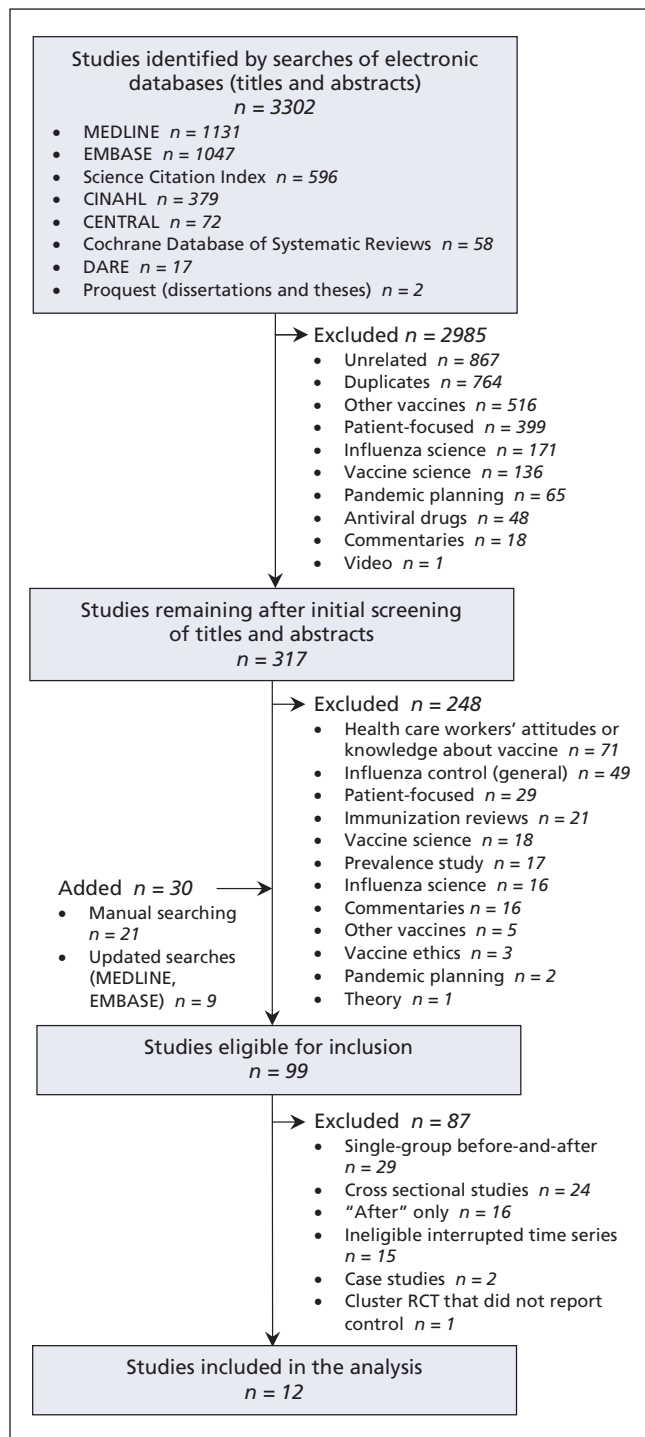 Studies identified by searches of electronic
databases (titles and abstracts)
n = 3302
• MEDLINE n = 1131
• EMBASE n = 1047
• Science Citation Index n = 596
• CINAHL n = 379
• CENTRAL n = 72
• Cochrane Database of Systematic Reviews n = 58
• DARE n = 17
• Proquest (dissertations and theses) n = 2
Excluded n = 2985
• Unrelated n = 867
• Duplicates n = 764
• Other vaccines n = 516
• Patient-focused n = 399
• Influenza science n = 171
• Vaccine science n = 136
• Pandemic planning n = 65
• Antiviral drugs n = 48
• Commentaries n = 18
• Video n = 1
Studies remaining after initial screening
of titles and abstracts
n = 317
Excluded n = 248
• Health care workers’ attitudes or
knowledge about vaccine n = 71
• Influenza control (general) n = 49
• Patient-focused n = 29
• Immunization reviews n = 21
• Vaccine science n = 18
• Prevalence study n = 17
• Influenza science n = 16
• Commentaries n = 16
• Other vaccines n = 5
• Vaccine ethics n = 3
• Pandemic planning n = 2
• Theory n = 1
Added n = 30
• Manual searching
n = 21
• Updated searches
(MEDLINE,
EMBASE) n = 9
Studies eligible for inclusion
n = 99
Excluded n = 87
• Single-group before-and-after
n = 29
• Cross sectional studies n = 24
• “After” only n = 16
• Ineligible interrupted time series
n = 15
• Case studies n = 2
• Cluster RCT that did not report
control n = 1
Studies included in the analysis
n = 12